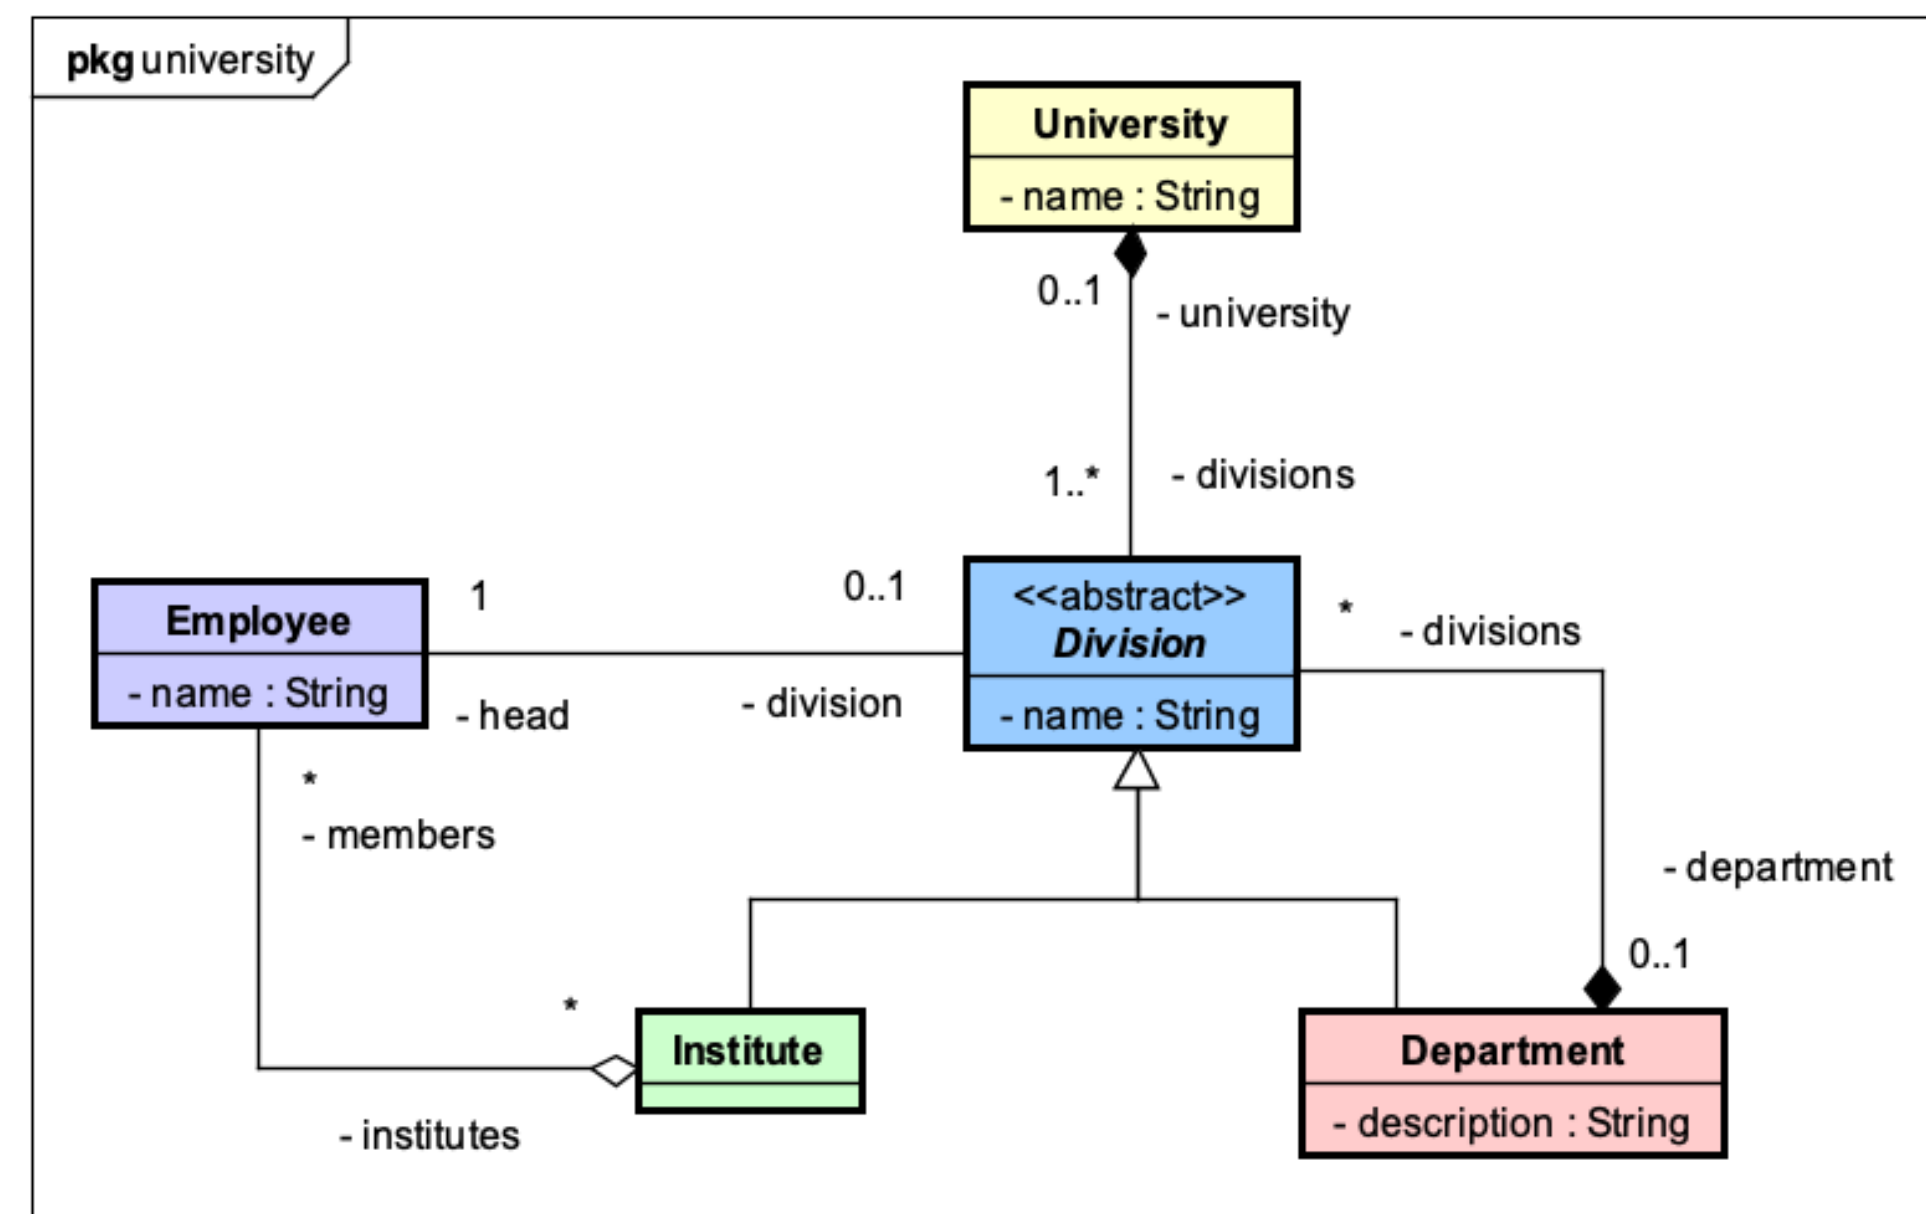 pkg university
University
- name : String
0..1
- university
1..*
- divisions
Employee
- name : String
1
- head
0..1
- division
<<abstract>>
Division
- name : String
*
- divisions
*
- members
*
- institutes
Institute
- department
0..1
Department
- description : String